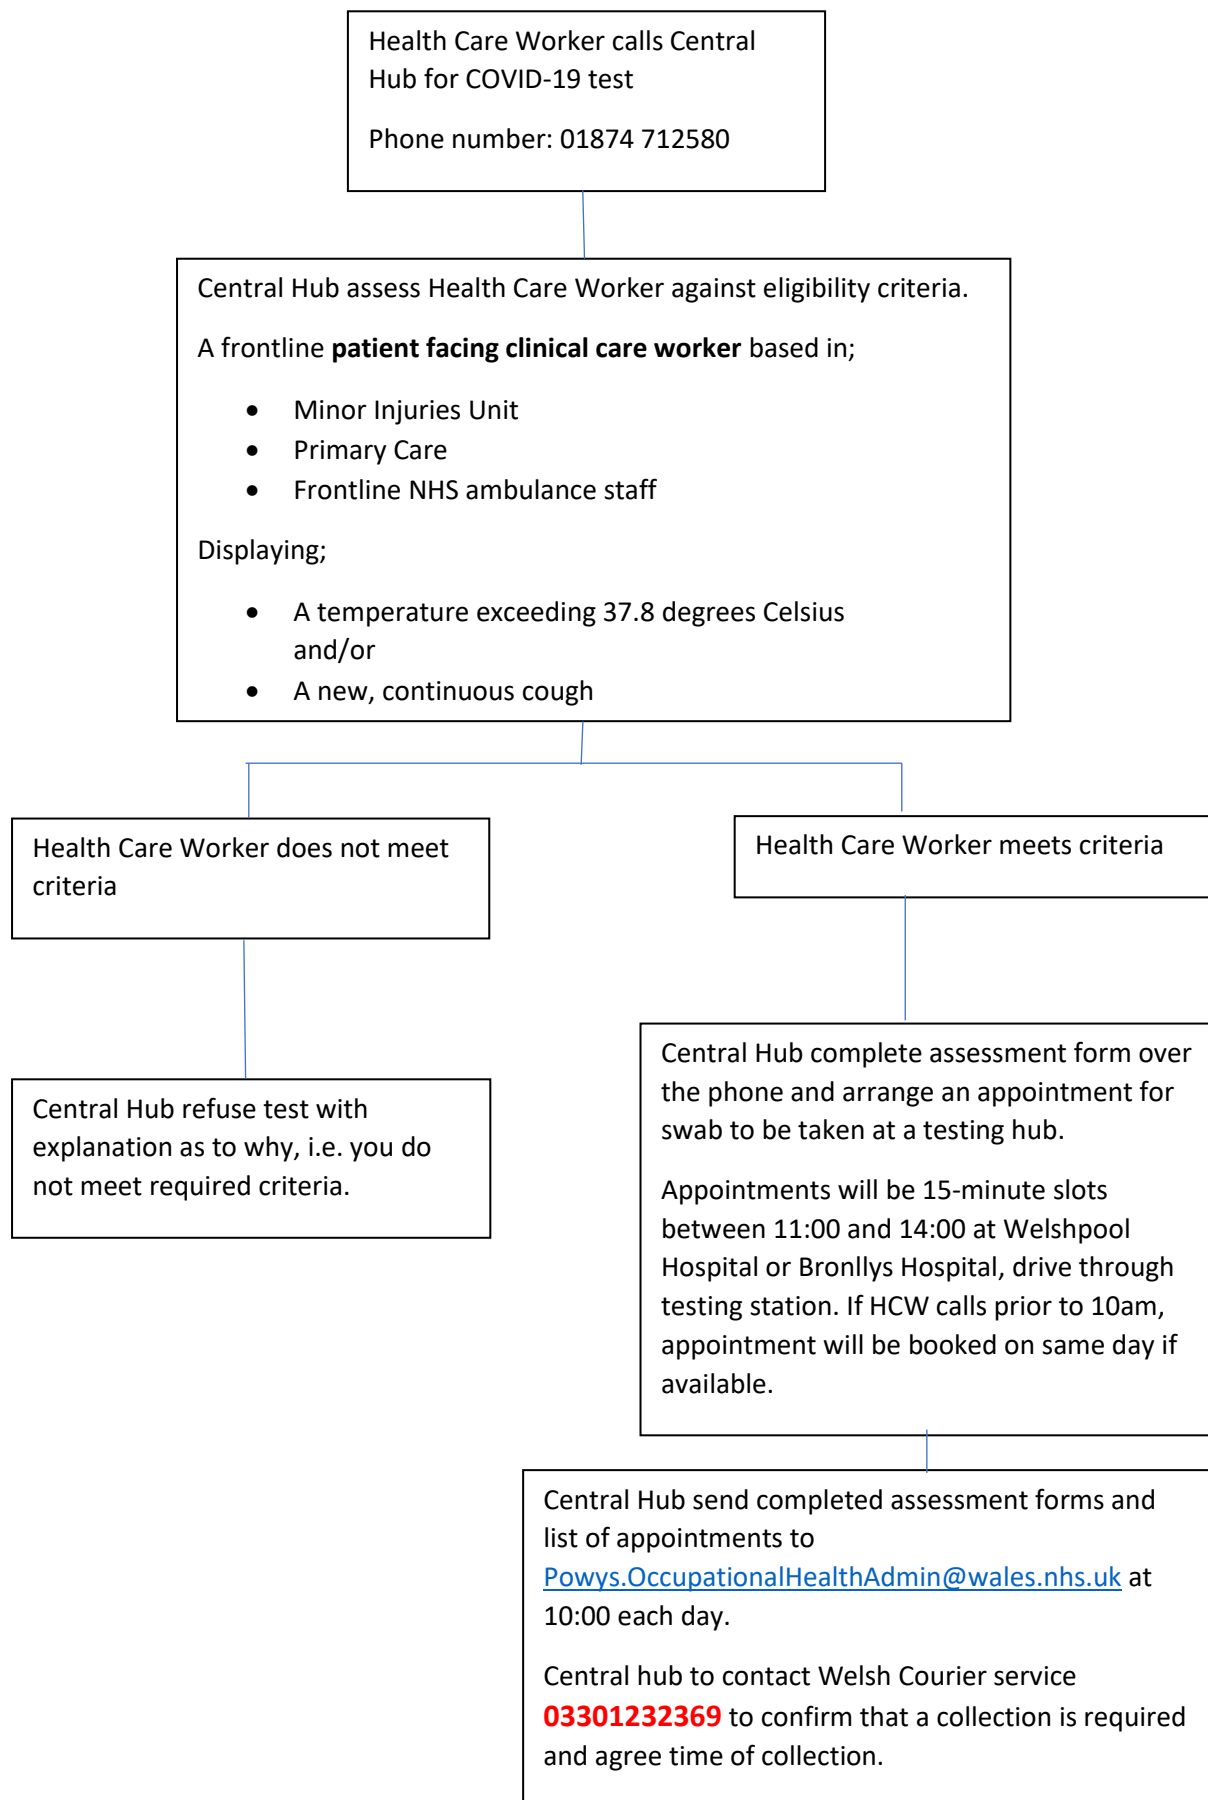 Health Care Worker calls Central
Hub for COVID-19 test
Phone number: 01874 712580
Central Hub assess Health Care Worker against eligibility criteria.
A frontline patient facing clinical care worker based in;
• Minor Injuries Unit
• Primary Care
• Frontline NHS ambulance staff
Displaying;
• A temperature exceeding 37.8 degrees Celsius
and/or
• A new, continuous cough
Health Care Worker does not meet
criteria
Central Hub refuse test with
explanation as to why, i.e. you do
not meet required criteria.
Health Care Worker meets criteria
Central Hub complete assessment form over
the phone and arrange an appointment for
swab to be taken at a testing hub.
Appointments will be 15-minute slots
between 11:00 and 14:00 at Welshpool
Hospital or Bronllys Hospital, drive through
testing station. If HCW calls prior to 10am,
appointment will be booked on same day if
available.
Central Hub send completed assessment forms and
list of appointments to
Powys.OccupationalHealthAdmin@wales.nhs.uk at
10:00 each day.
Central hub to contact Welsh Courier service
03301232369 to confirm that a collection is required
and agree time of collection.